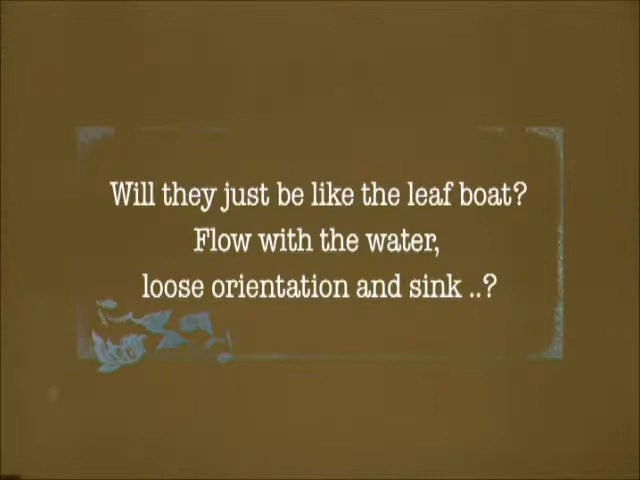 Will they just be like the leaf boat?
Flow with the water,
loose orientation and sink ..?